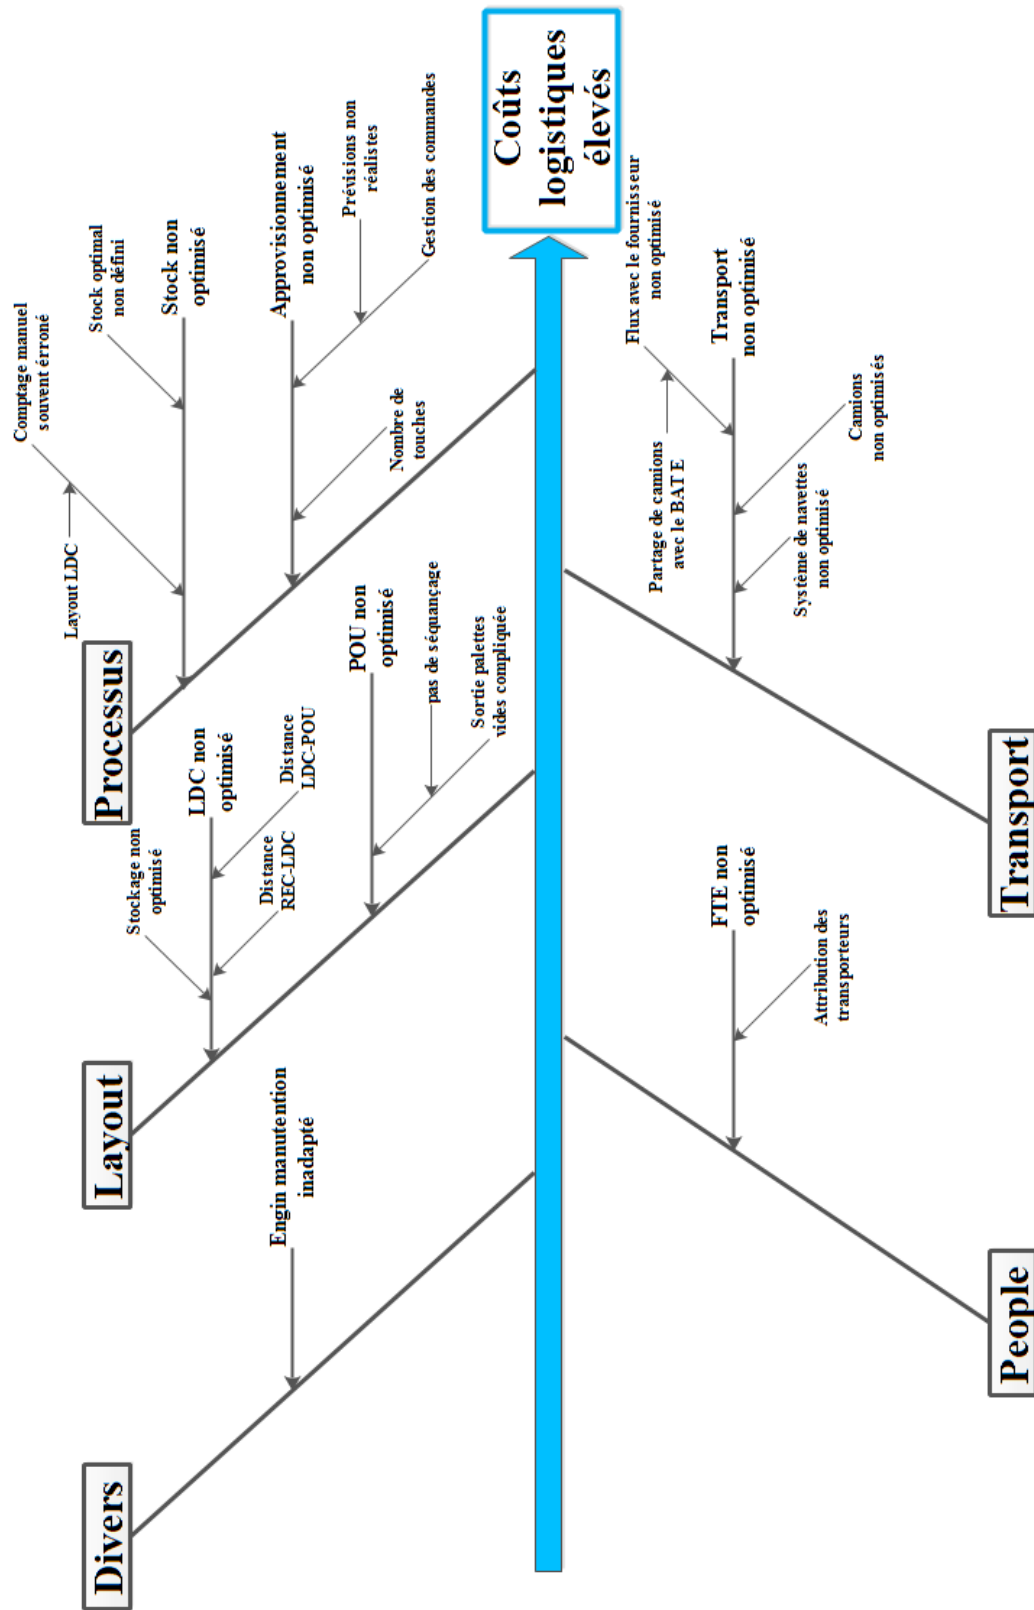 Divers
Layout
Processus
Engin manutention
inadapté
Stockage non
optimisé
LDC non
optimisé
Distance
REC-LDC
Distance
LDC-POU
POU non
optimisé
pas de séquançage
Sortie palettes
vides compliquée
Layout LDC
Comptage manuel
souvent érroné
Stock optimal
non défini
Stock non
optimisé
Approvisionnement
non optimisé
Nombre de
touches
Prévisions non
réalistes
Gestion des commandes
Coûts
logistiques
élevés
People
FTE non
optimisé
Attribution des
transporteurs
Transport
Partage de camions
avec le BAT E
Flux avec le fournisseur
non optimisé
Transport
non optimisé
Système de navettes
non optimisé
Camions
non optimisés